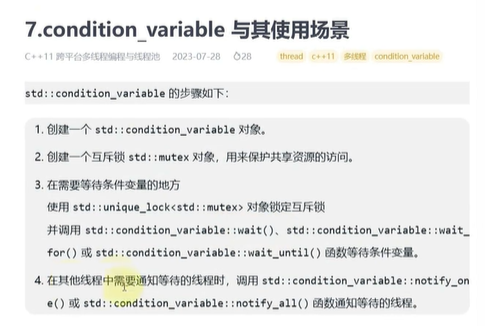 7.condition_variable 与其使用场景
C++11 跨平台多线程编程与线程池 2023-07-28 28 thread c++11 多线程 condition_variable
std::condition_variable 的步骤如下：
1. 创建一个 std::condition_variable 对象。
2. 创建一个互斥锁 std::mutex 对象，用来保护共享资源的访问。
3. 在需要等待条件变量的地方
使用 std::unique_lock<std::mutex> 对象锁定互斥锁
并调用 std::condition_variable::wait()、std::condition_variable::wait_
for() 或 std::condition_variable::wait_until() 函数等待条件变量。
4. 在其他线程中需要通知等待的线程时，调用 std::condition_variable::notify_on
e() 或 std::condition_variable::notify_all() 函数通知等待的线程。